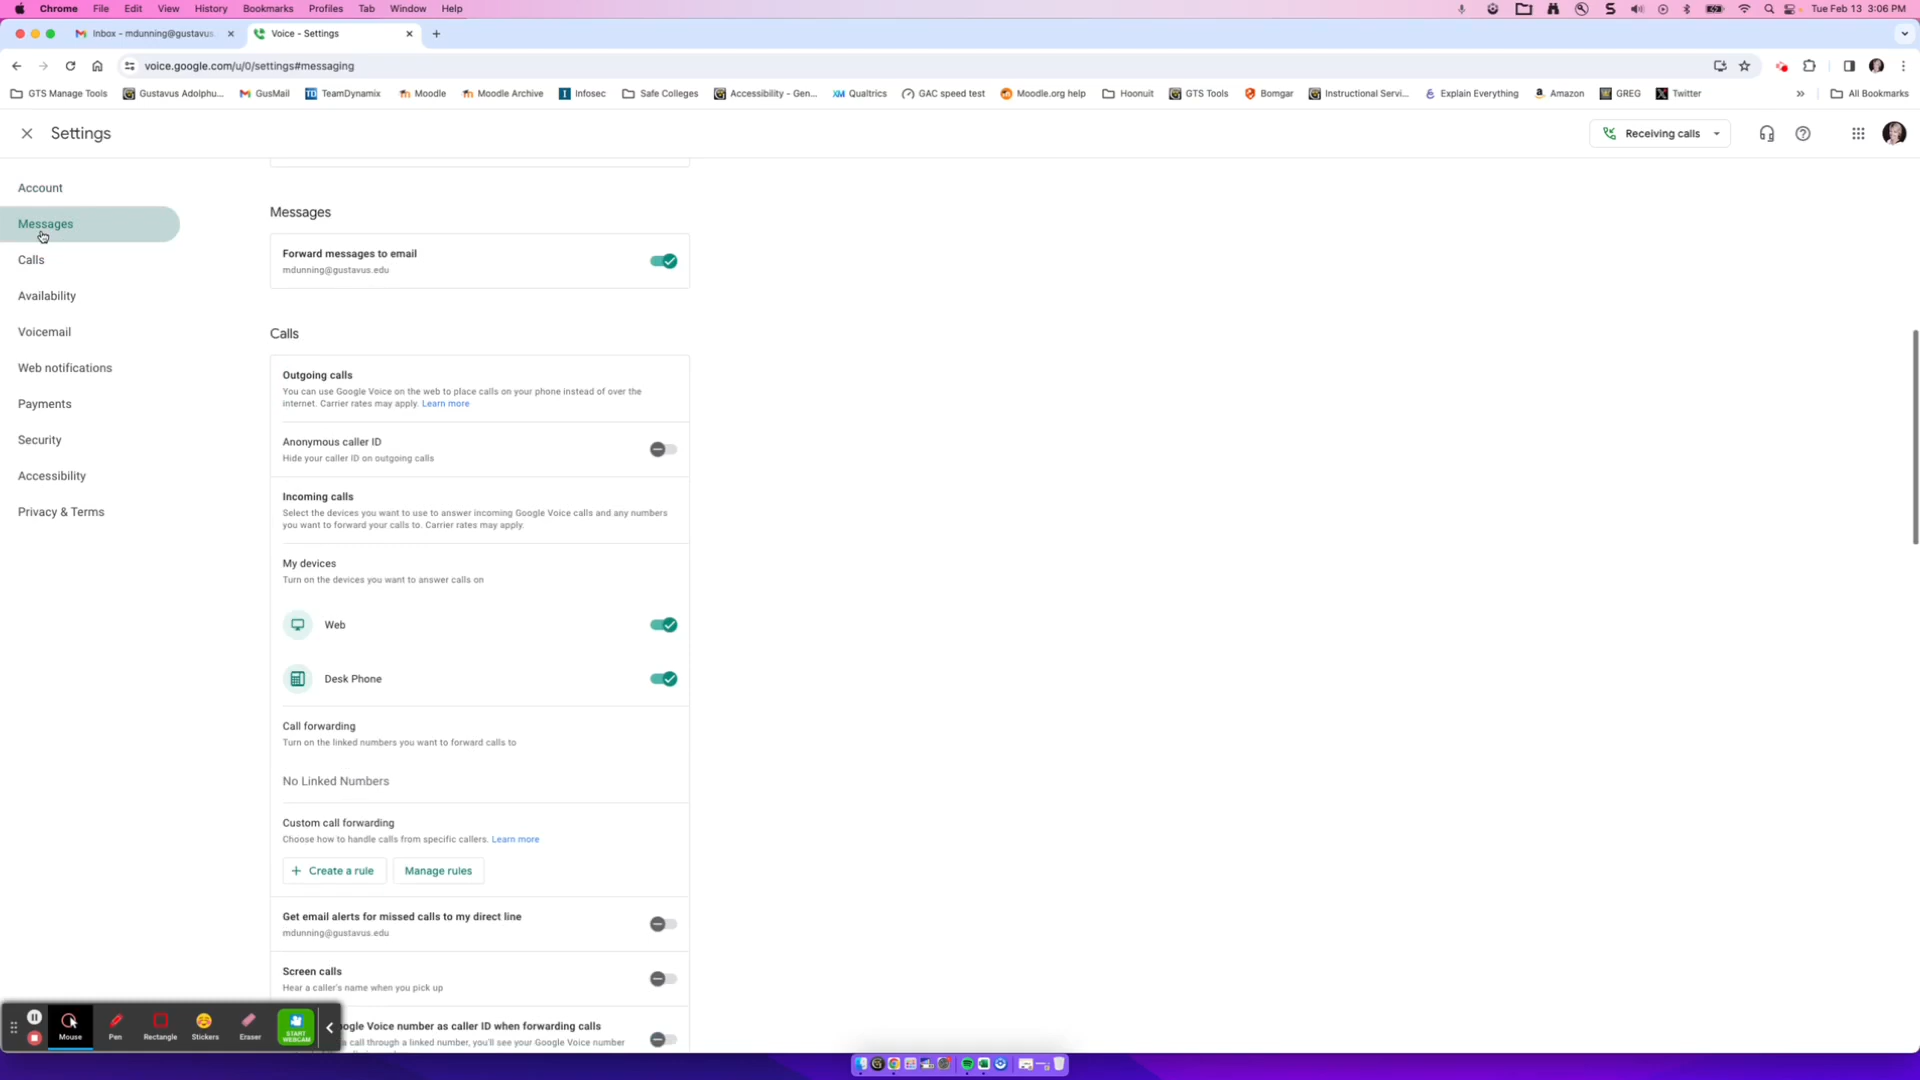 Chrome File Edit View History Bookmarks Profiles Tab Window Help
Tue Feb 13 3:06 PM
Inbox - mdunning@gustavus.
Voice - Settings
voice.google.com/u/0/settings#messaging
GTS Manage Tools Gustavus Adolphu... GusMail TeamDynamix Moodle Moodle Archive Infosec Safe Colleges Accessibility - Gen... Qualtrics GAC speed test Moodle.org help Hoonuit GTS Tools Bomgar Instructional Servi... Explain Everything Amazon GREG Twitter » All Bookmarks
Settings
Receiving calls
Account
Messages
Calls
Availability
Voicemail
Web notifications
Payments
Security
Accessibility
Privacy & Terms
Messages
Forward messages to email
mdunning@gustavus.edu
Calls
Outgoing calls
You can use Google Voice on the web to place calls on your phone instead of over the
internet. Carrier rates may apply. Learn more
Anonymous caller ID
Hide your caller ID on outgoing calls
Incoming calls
Select the devices you want to use to answer incoming Google Voice calls and any numbers
you want to forward your calls to. Carrier rates may apply.
My devices
Turn on the devices you want to answer calls on
Web
Desk Phone
Call forwarding
Turn on the linked numbers you want to forward calls to
No Linked Numbers
Custom call forwarding
Choose how to handle calls from specific callers. Learn more
+ Create a rule
Manage rules
Get email alerts for missed calls to my direct line
mdunning@gustavus.edu
Screen calls
Hear a caller's name when you pick up
oogle Voice number as caller ID when forwarding calls
a call through a linked number, you'll see your Google Voice number
Mouse
Pen
Rectangle
Stickers
Eraser
START
WEBCAM